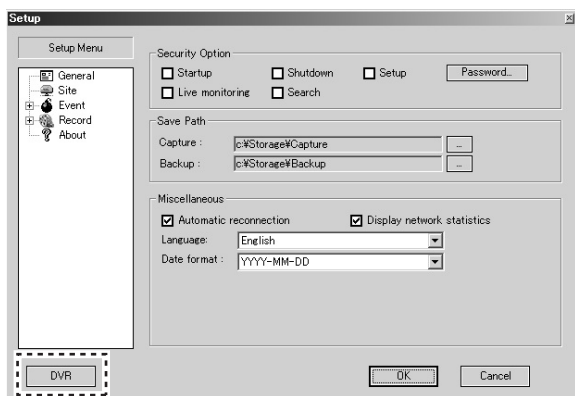 Setup
Setup Menu
General
Site
Event
Record
About
DVR
Security Option
Startup Shutdown Setup Password...
Live monitoring Search
Save Path
Capture : c:¥Storage¥Capture ...
Backup : c:¥Storage¥Backup ...
Miscellaneous
Automatic reconnection Display network statistics
Language: English
Date format : YYYY-MM-DD
OK Cancel